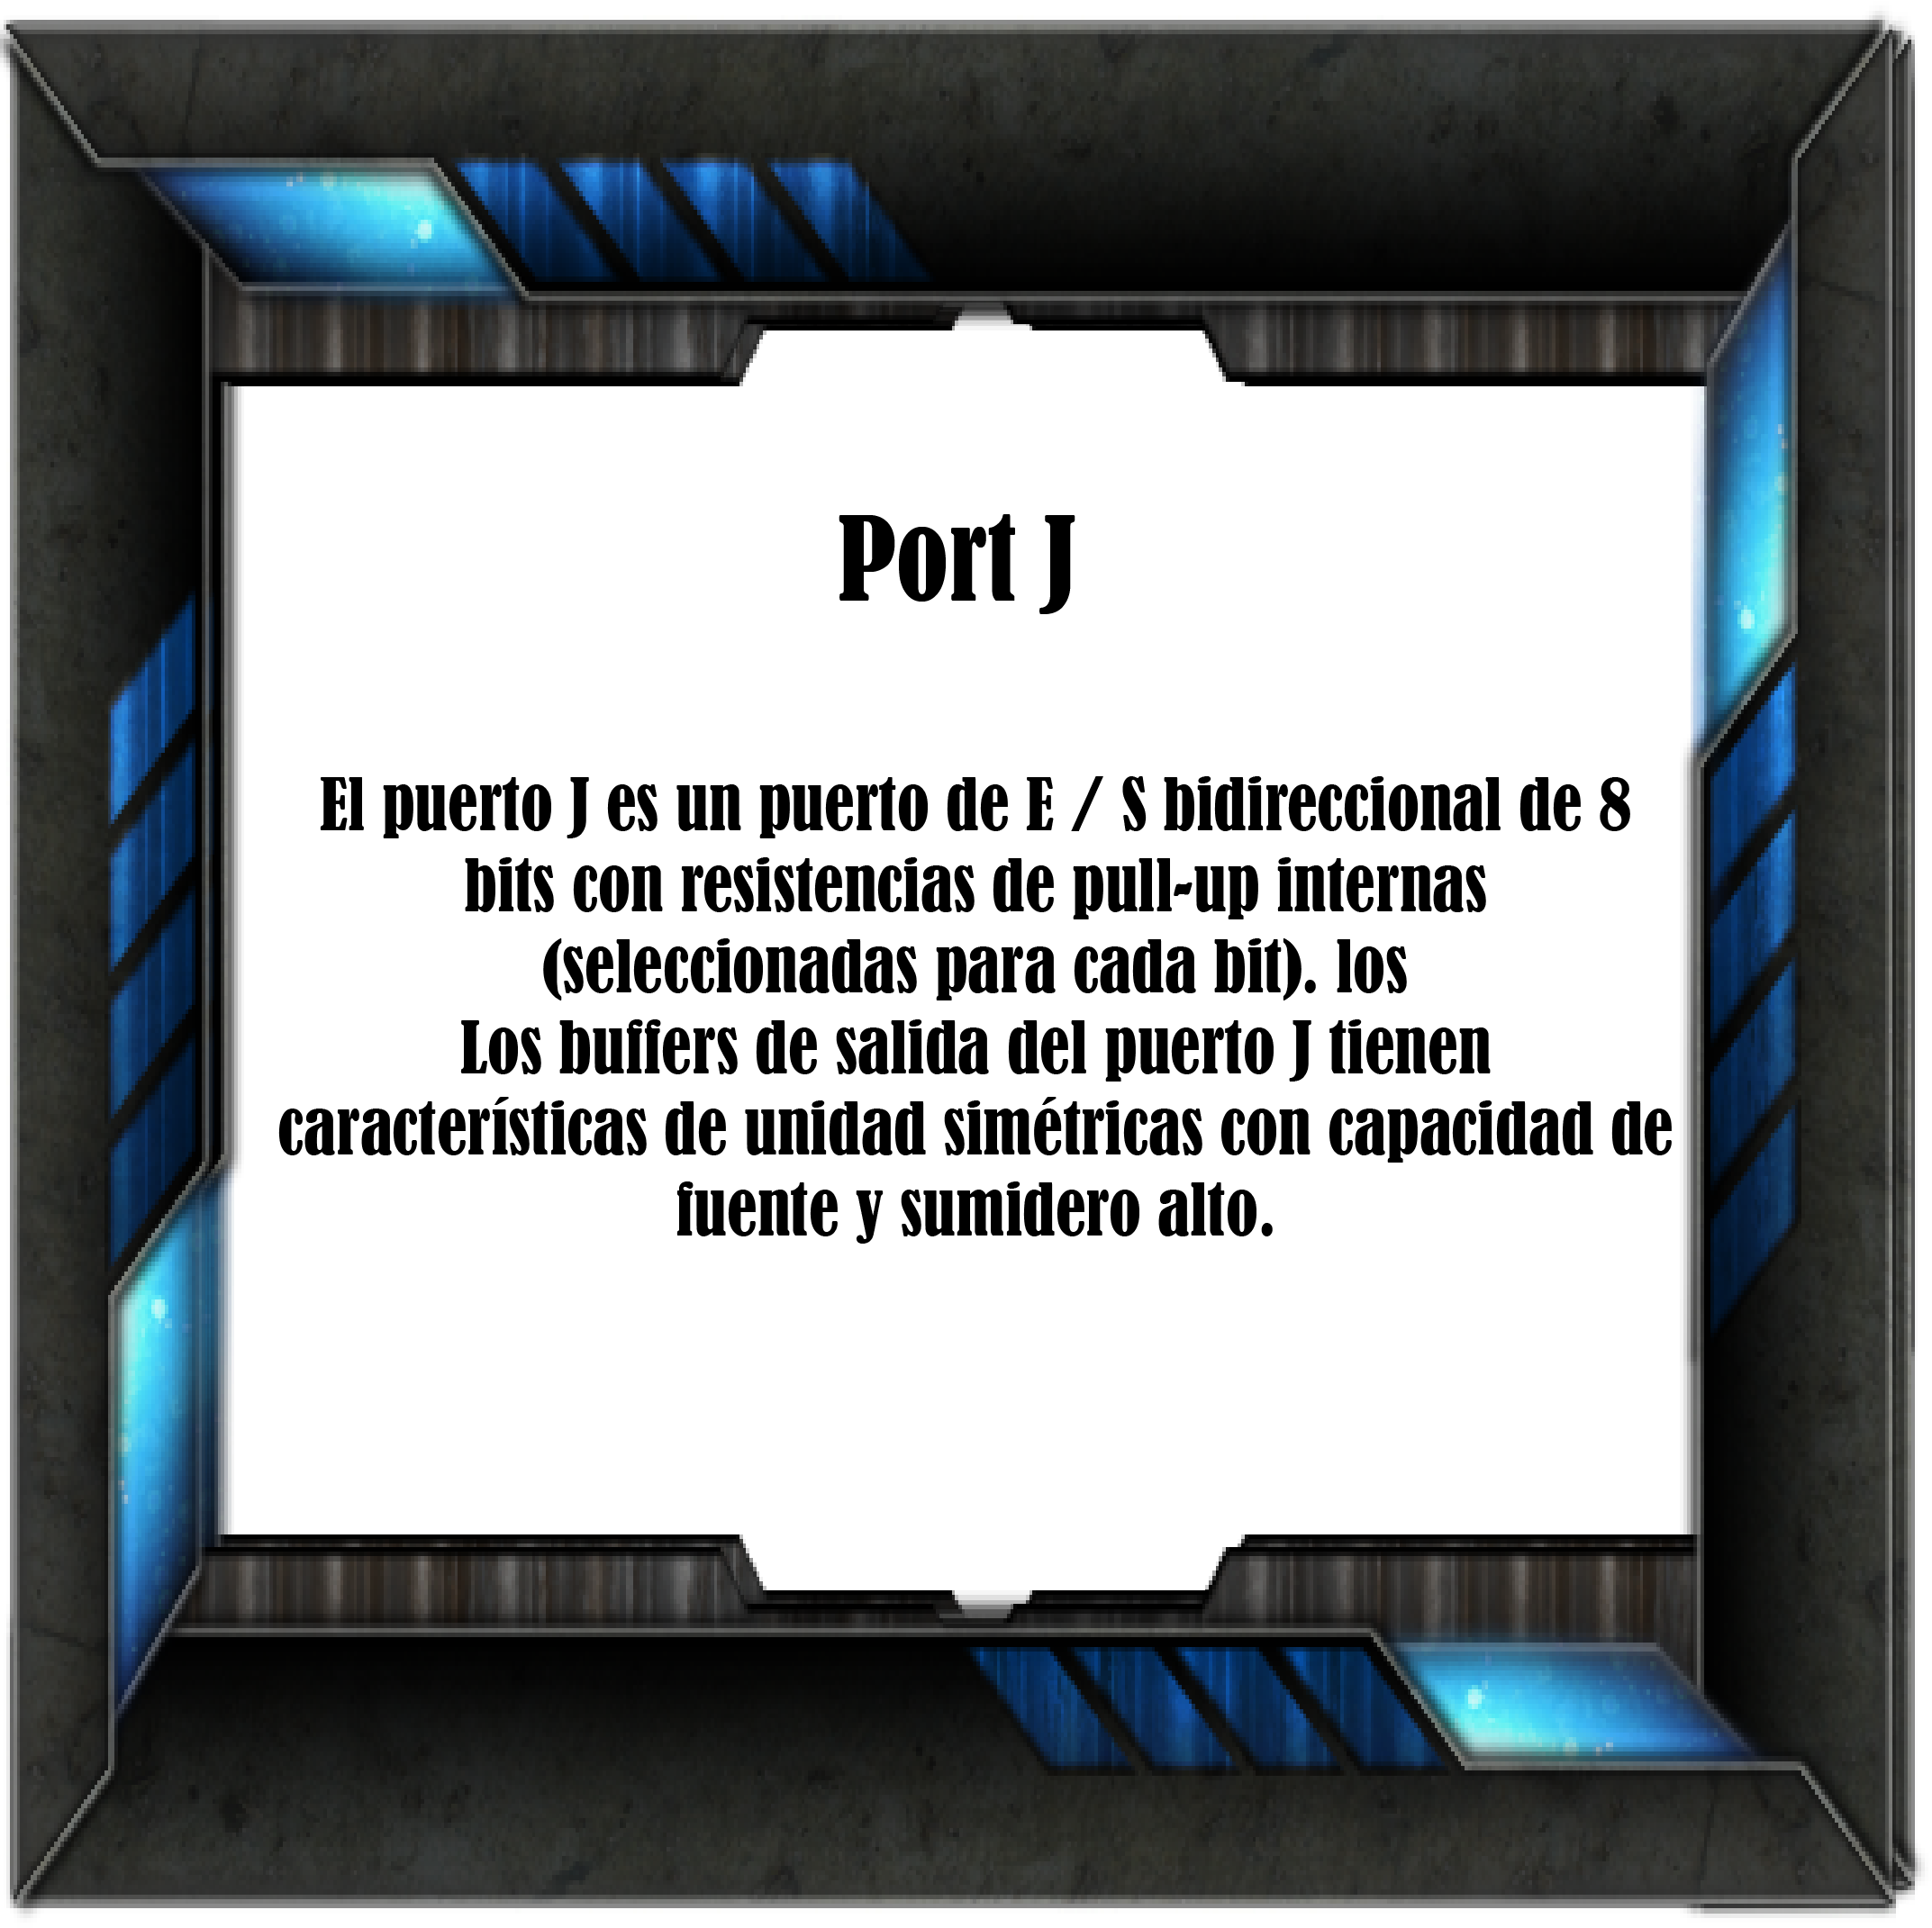 Port J
El puerto J es un puerto de E / S bidireccional de 8
bits con resistencias de pull-up internas
(seleccionadas para cada bit). los
Los buffers de salida del puerto J tienen
características de unidad simétricas con capacidad de
fuente y sumidero alto.